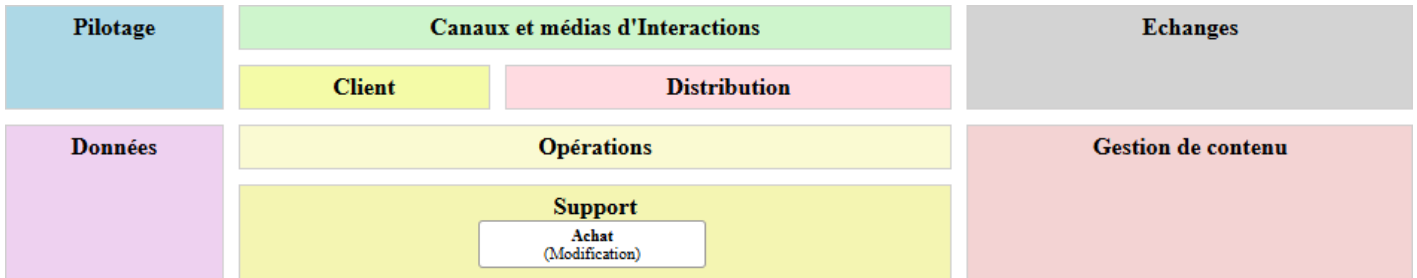 Pilotage
Canaux et médias d'Interactions
Echanges
Client
Distribution
Données
Opérations
Gestion de contenu
Support
Achat
(Modification)